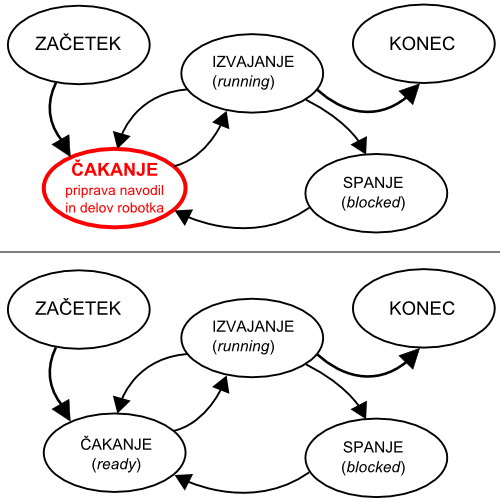 ZAČETEK
IZVAJANJE
(running)
KONEC
ČAKANJE
priprava navodil
in delov robotka
SPANJE
(blocked)
ZAČETEK
IZVAJANJE
(running)
KONEC
ČAKANJE
(ready)
SPANJE
(blocked)